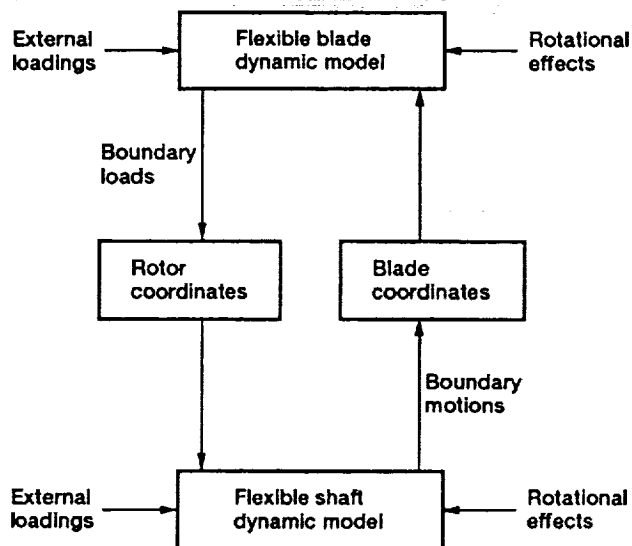 External
loadings
Flexible blade
dynamic model
Rotational
effects
Boundary
loads
Rotor
coordinates
Blade
coordinates
Boundary
motions
External
loadings
Flexible shaft
dynamic model
Rotational
effects